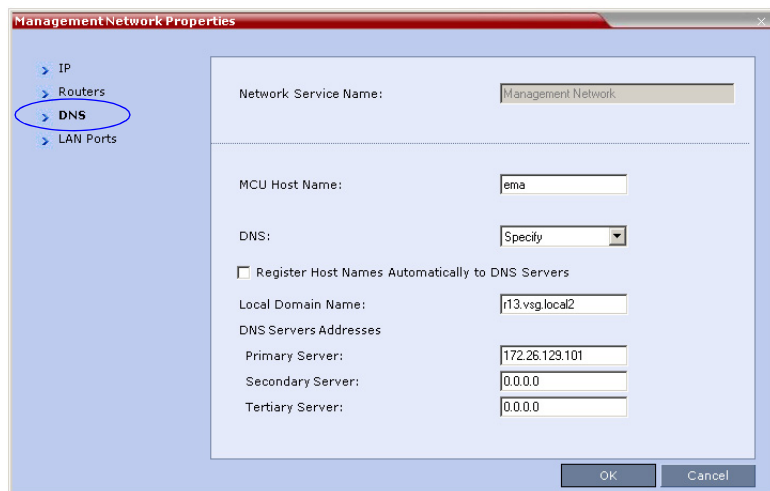 Management Network Properties
IP
Routers
DNS
LAN Ports
Network Service Name: Management Network
MCU Host Name: ema
DNS: Specify
Register Host Names Automatically to DNS Servers
Local Domain Name: r13.vsg.local2
DNS Servers Addresses
Primary Server: 172.26.129.101
Secondary Server: 0.0.0.0
Tertiary Server: 0.0.0.0
OK Cancel